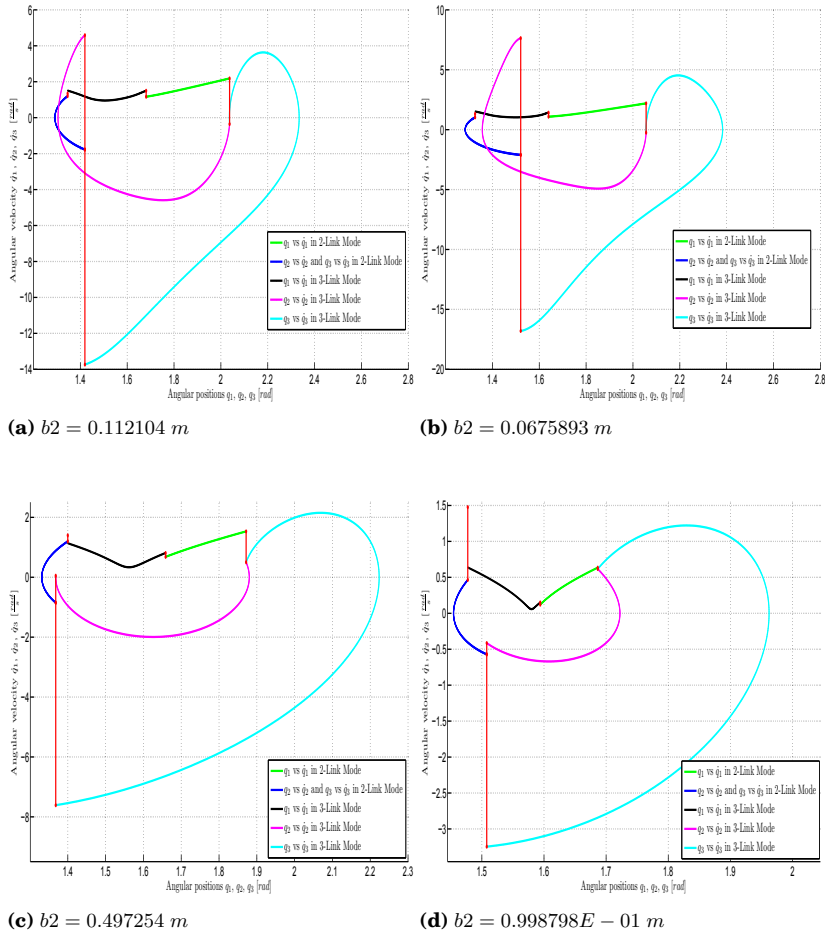 Angular velocity q̇₁, q̇₂, q̇₃ [rad/s]
6
4
2
0
−2
−4
−6
−8
−10
−12
−14
1.4 1.6 1.8 2 2.2 2.4 2.6 2.8
Angular positions q₁, q₂, q₃ [rad]
q₁ vs q̇₁ in 2-Link Mode
q₂ vs q̇₂ and q₃ vs q̇₃ in 2-Link Mode
q₁ vs q̇₁ in 3-Link Mode
q₂ vs q̇₂ in 3-Link Mode
q₃ vs q̇₃ in 3-Link Mode
(a) b2 = 0.112104 m
Angular velocity q̇₁, q̇₂, q̇₃ [rad/s]
10
5
0
−5
−10
−15
−20
1.4 1.6 1.8 2 2.2 2.4 2.6 2.8
Angular positions q₁, q₂, q₃ [rad]
q₁ vs q̇₁ in 2-Link Mode
q₂ vs q̇₂ and q₃ vs q̇₃ in 2-Link Mode
q₁ vs q̇₁ in 3-Link Mode
q₂ vs q̇₂ in 3-Link Mode
q₃ vs q̇₃ in 3-Link Mode
(b) b2 = 0.0675893 m
Angular velocity q̇₁, q̇₂, q̇₃ [rad/s]
2
0
−2
−4
−6
−8
1.4 1.5 1.6 1.7 1.8 1.9 2 2.1 2.2 2.3
Angular positions q₁, q₂, q₃ [rad]
q₁ vs q̇₁ in 2-Link Mode
q₂ vs q̇₂ and q₃ vs q̇₃ in 2-Link Mode
q₁ vs q̇₁ in 3-Link Mode
q₂ vs q̇₂ in 3-Link Mode
q₃ vs q̇₃ in 3-Link Mode
(c) b2 = 0.497254 m
Angular velocity q̇₁, q̇₂, q̇₃ [rad/s]
1.5
1
0.5
0
−0.5
−1
−1.5
−2
−2.5
−3
1.5 1.6 1.7 1.8 1.9 2
Angular positions q₁, q₂, q₃ [rad]
q₁ vs q̇₁ in 2-Link Mode
q₂ vs q̇₂ and q₃ vs q̇₃ in 2-Link Mode
q₁ vs q̇₁ in 3-Link Mode
q₂ vs q̇₂ in 3-Link Mode
q₃ vs q̇₃ in 3-Link Mode
(d) b2 = 0.998798E − 01 m